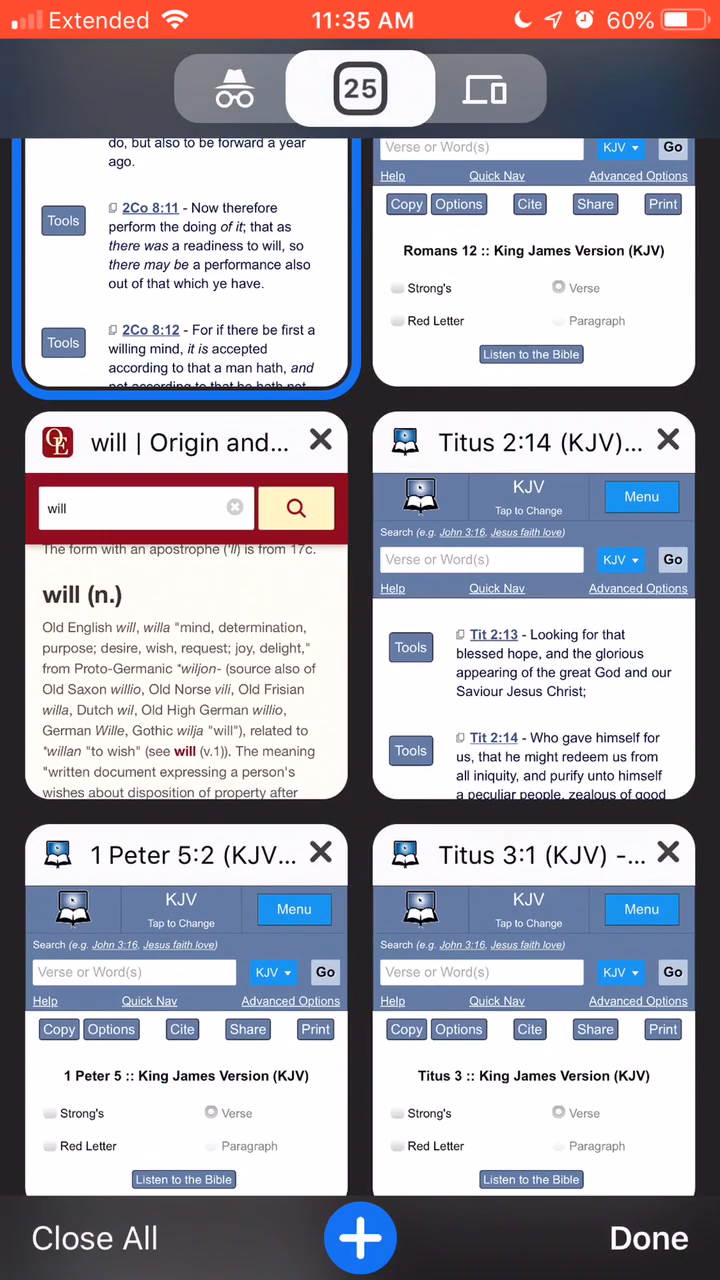 Extended
11:35 AM
60%
25
do, but also to be forward a year
ago.
Tools
2Co 8:11 - Now therefore
perform the doing of it; that as
there was a readiness to will, so
there may be a performance also
out of that which ye have.
Tools
2Co 8:12 - For if there be first a
willing mind, it is accepted
according to that a man hath, and
not according to that he hath not.
Verse or Word(s)
KJV
Go
Help
Quick Nav
Advanced Options
Copy
Options
Cite
Share
Print
Romans 12 :: King James Version (KJV)
Strong's
Verse
Red Letter
Paragraph
Listen to the Bible
OE
will | Origin and...
will
The form with an apostrophe ('ll) is from 17c.
will (n.)
Old English will, willa "mind, determination,
purpose; desire, wish, request; joy, delight,"
from Proto-Germanic *wiljon- (source also of
Old Saxon willio, Old Norse vili, Old Frisian
willa, Dutch wil, Old High German willio,
German Wille, Gothic wilja "will"), related to
*willan "to wish" (see will (v.1)). The meaning
"written document expressing a person's
wishes about disposition of property after
Titus 2:14 (KJV)...
KJV
Tap to Change
Menu
Search (e.g. John 3:16, Jesus faith love)
Verse or Word(s)
KJV
Go
Help
Quick Nav
Advanced Options
Tools
Tit 2:13 - Looking for that
blessed hope, and the glorious
appearing of the great God and our
Saviour Jesus Christ;
Tools
Tit 2:14 - Who gave himself for
us, that he might redeem us from
all iniquity, and purify unto himself
a peculiar people, zealous of good
1 Peter 5:2 (KJV...
KJV
Tap to Change
Menu
Search (e.g. John 3:16, Jesus faith love)
Verse or Word(s)
KJV
Go
Help
Quick Nav
Advanced Options
Copy
Options
Cite
Share
Print
1 Peter 5 :: King James Version (KJV)
Strong's
Verse
Red Letter
Paragraph
Listen to the Bible
Titus 3:1 (KJV) -...
KJV
Tap to Change
Menu
Search (e.g. John 3:16, Jesus faith love)
Verse or Word(s)
KJV
Go
Help
Quick Nav
Advanced Options
Copy
Options
Cite
Share
Print
Titus 3 :: King James Version (KJV)
Strong's
Verse
Red Letter
Paragraph
Listen to the Bible
Close All
Done